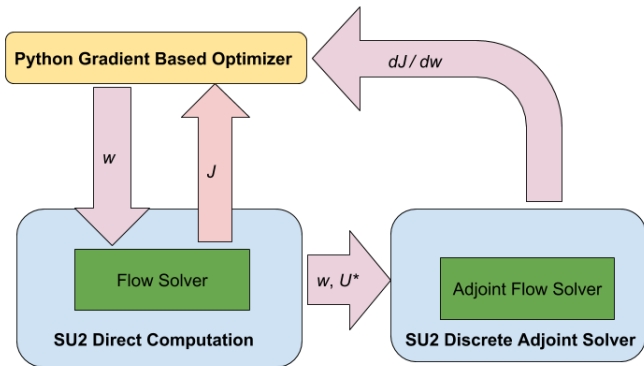 Python Gradient Based Optimizer
dJ / dw
w
J
Flow Solver
w, U*
Adjoint Flow Solver
SU2 Direct Computation
SU2 Discrete Adjoint Solver